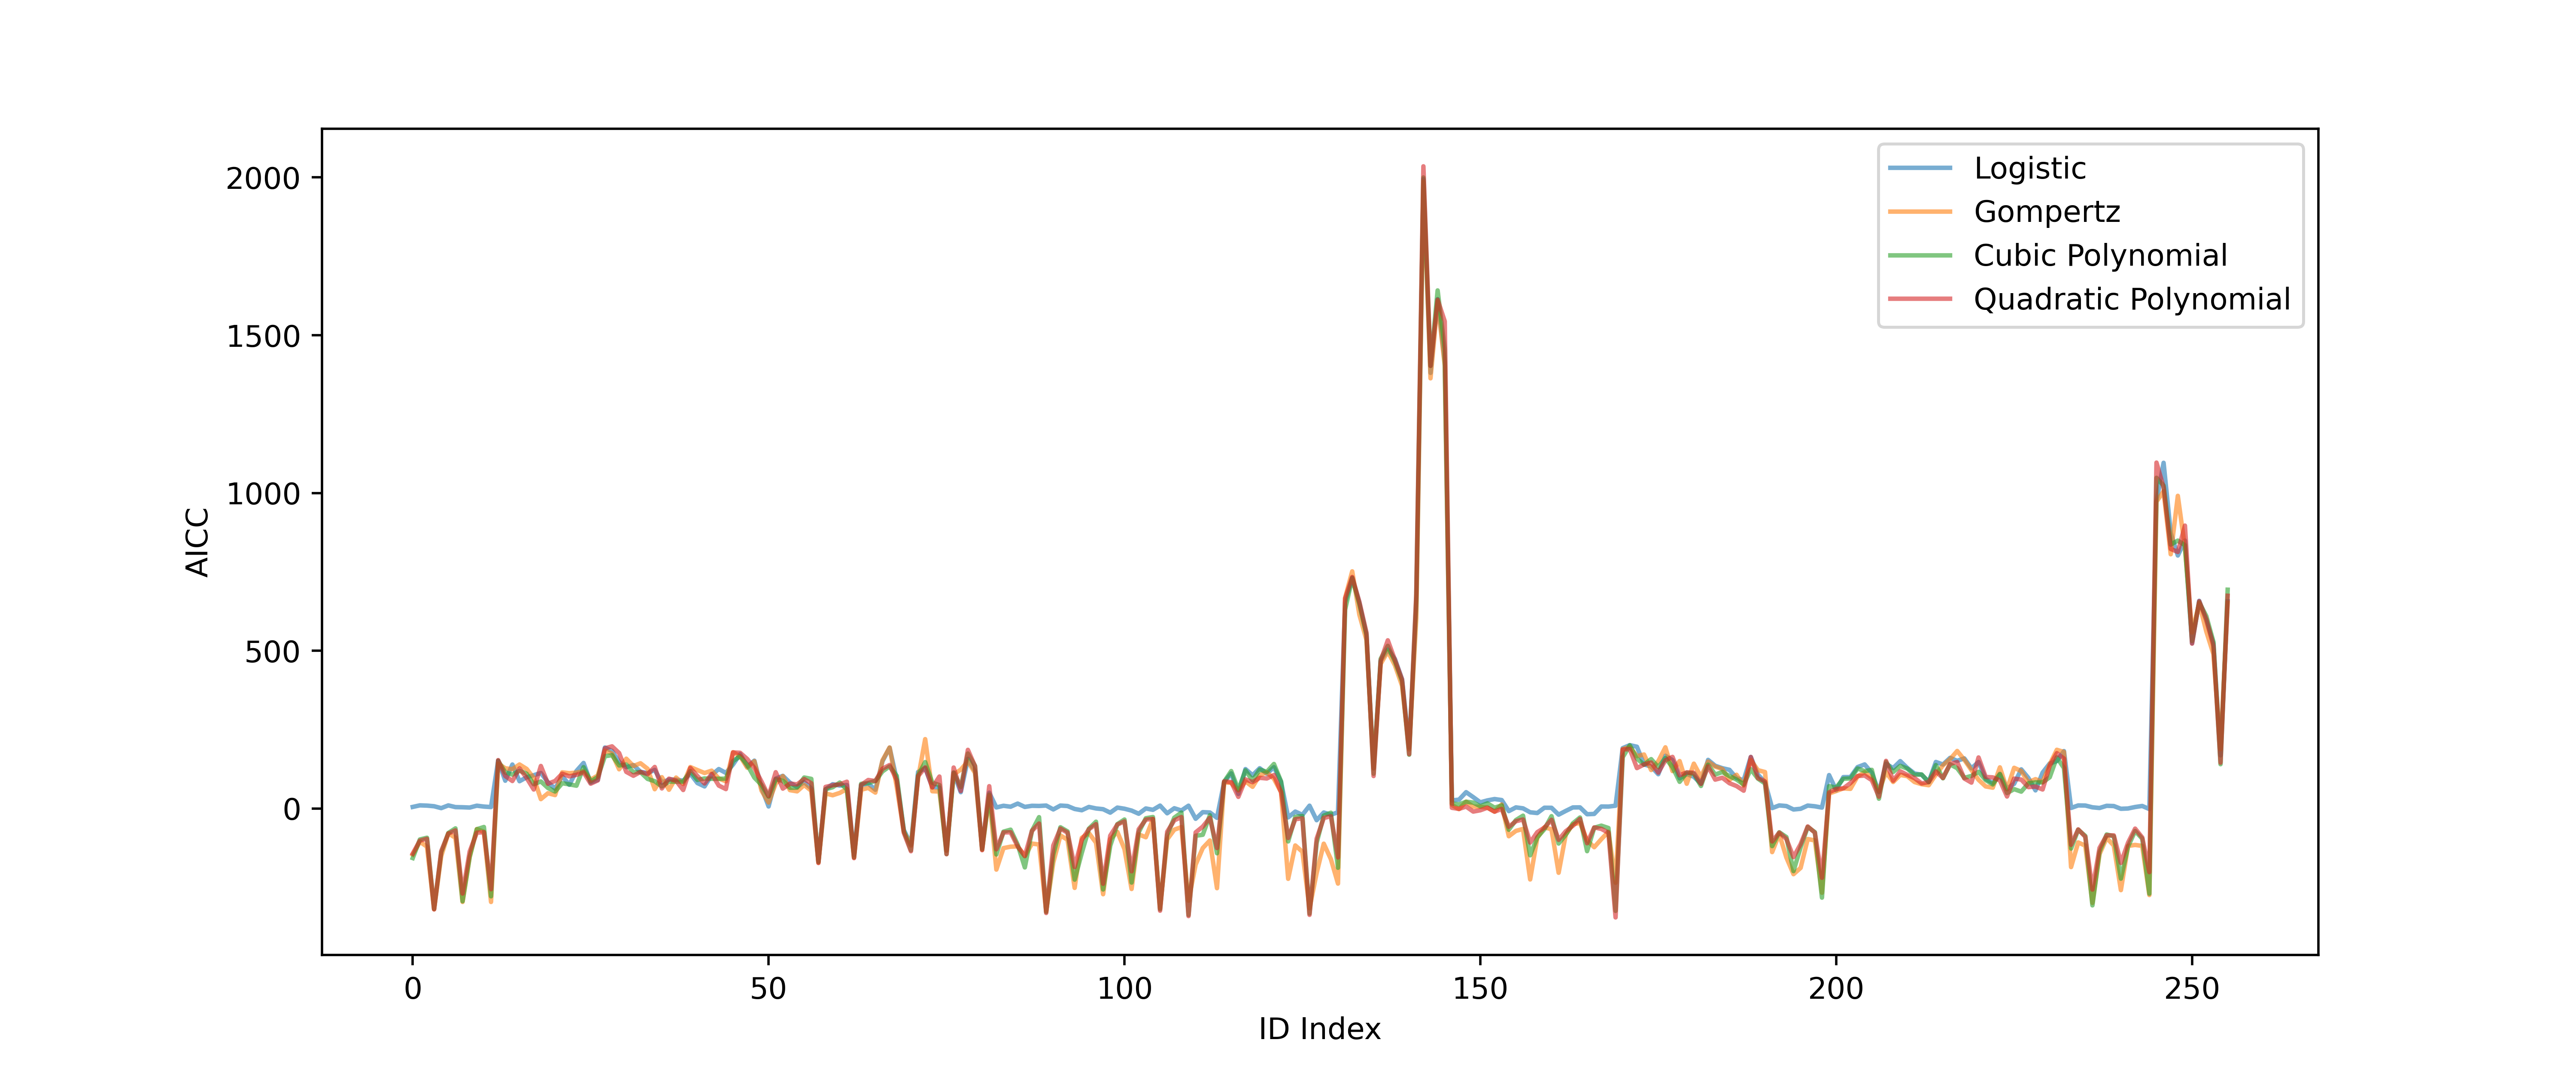 Logistic
Gompertz
Cubic Polynomial
Quadratic Polynomial
2000
1500
1000
500
0
AICC
0 50 100 150 200 250
ID Index